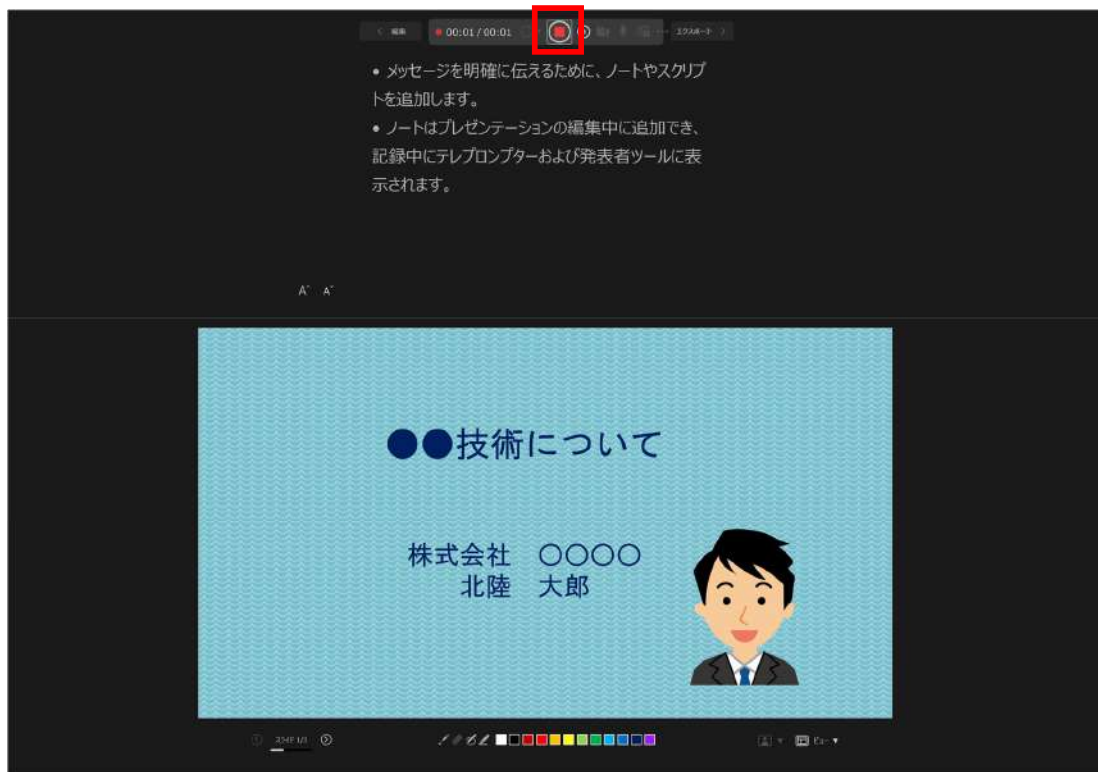 編集
00:01 / 00:01
エクスポート
• メッセージを明確に伝えるために、ノートやスクリプ
トを追加します。
• ノートはプレゼンテーションの編集中に追加でき、
記録中にテレプロンプターおよび発表者ツールに表
示されます。
A^ A˅
●●技術について
株式会社　〇〇〇〇
北陸　大郎
スライド 1/1
ビュー